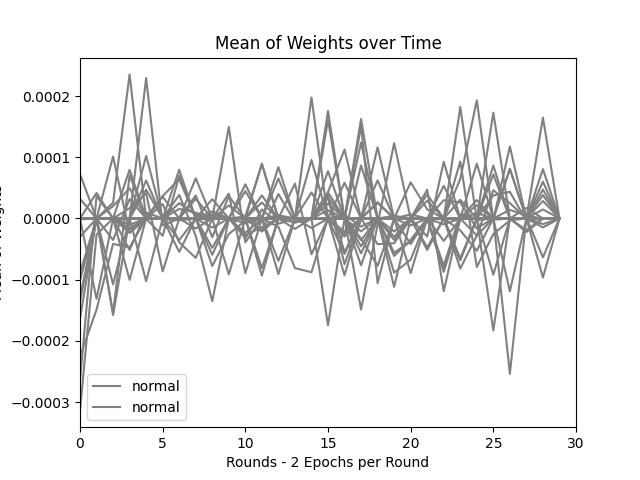 Mean of Weights over Time
0.0002
0.0001
0.0000
−0.0001
−0.0002
−0.0003
normal
normal
0 5 10 15 20 25 30
Rounds - 2 Epochs per Round